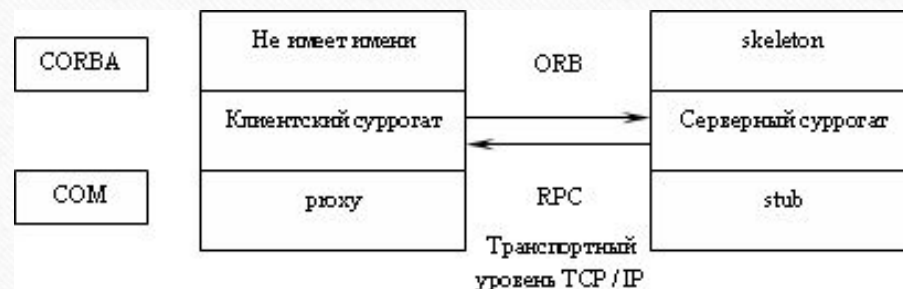 CORBA
Не имеет имени
ORB
skeleton
Клиентский суррогат
Серверный суррогат
COM
proxy
RPC
stub
Транспортный
уровень TCP / IP